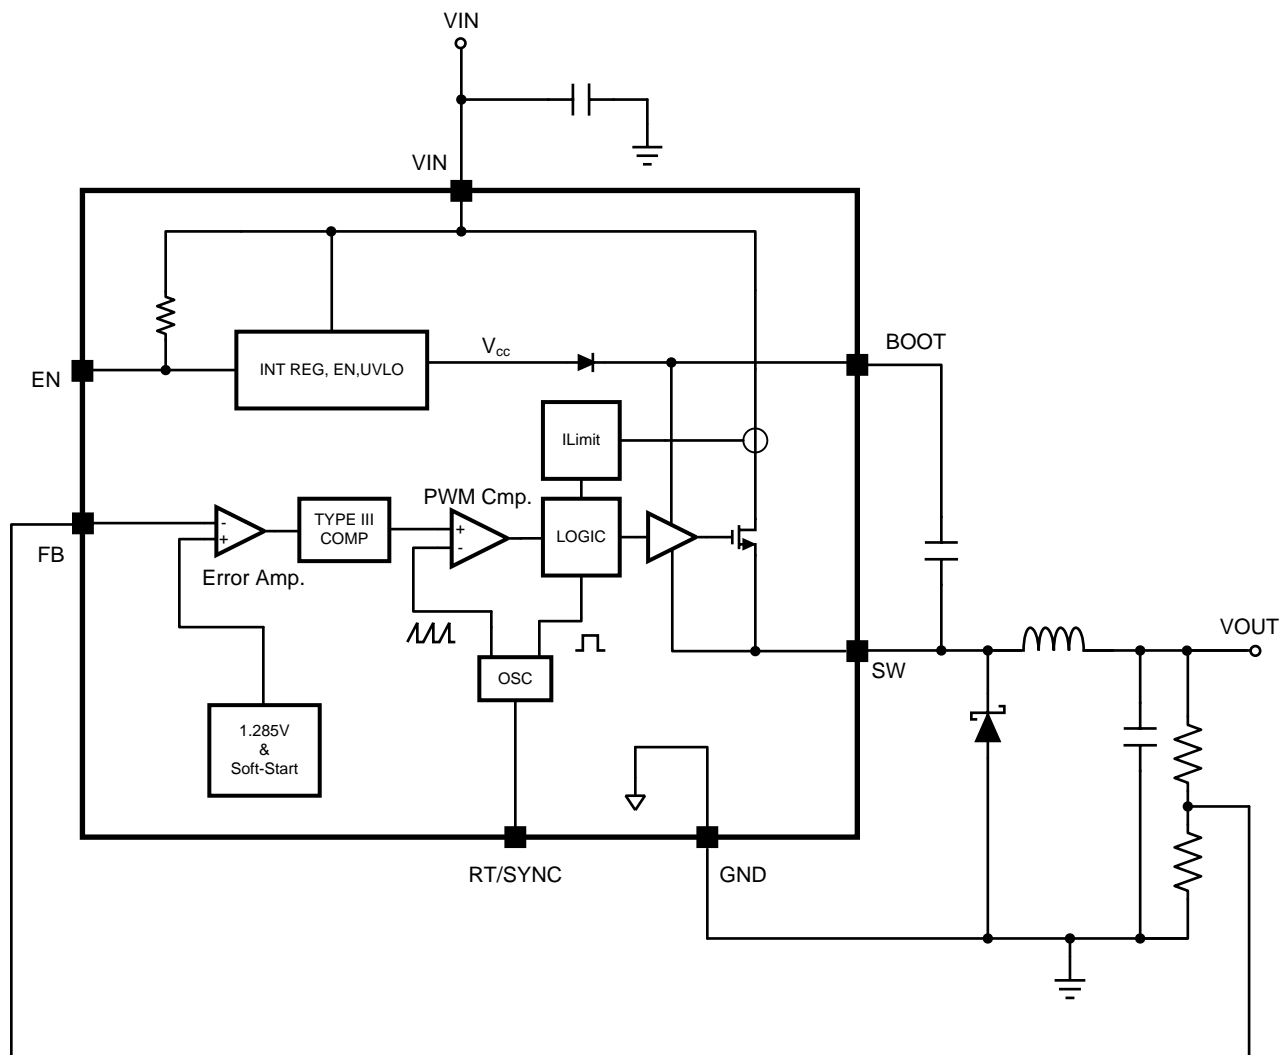 VIN
VIN
BOOT
Vcc
INT REG, EN,UVLO
EN
ILimit
PWM Cmp.
TYPE III
COMP
LOGIC
-
+
+
-
FB
Error Amp.
VOUT
SW
OSC
1.285V
&
Soft-Start
RT/SYNC
GND